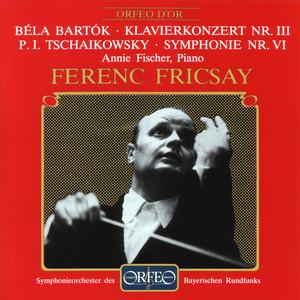 ORFEO D'OR
BÉLA BARTÓK · KLAVIERKONZERT NR. III
P. I. TSCHAIKOWSKY · SYMPHONIE NR. VI
Annie Fischer, Piano
FERENC FRICSAY
Symphonieorchester des ORFEO Bayerischen Rundfunks